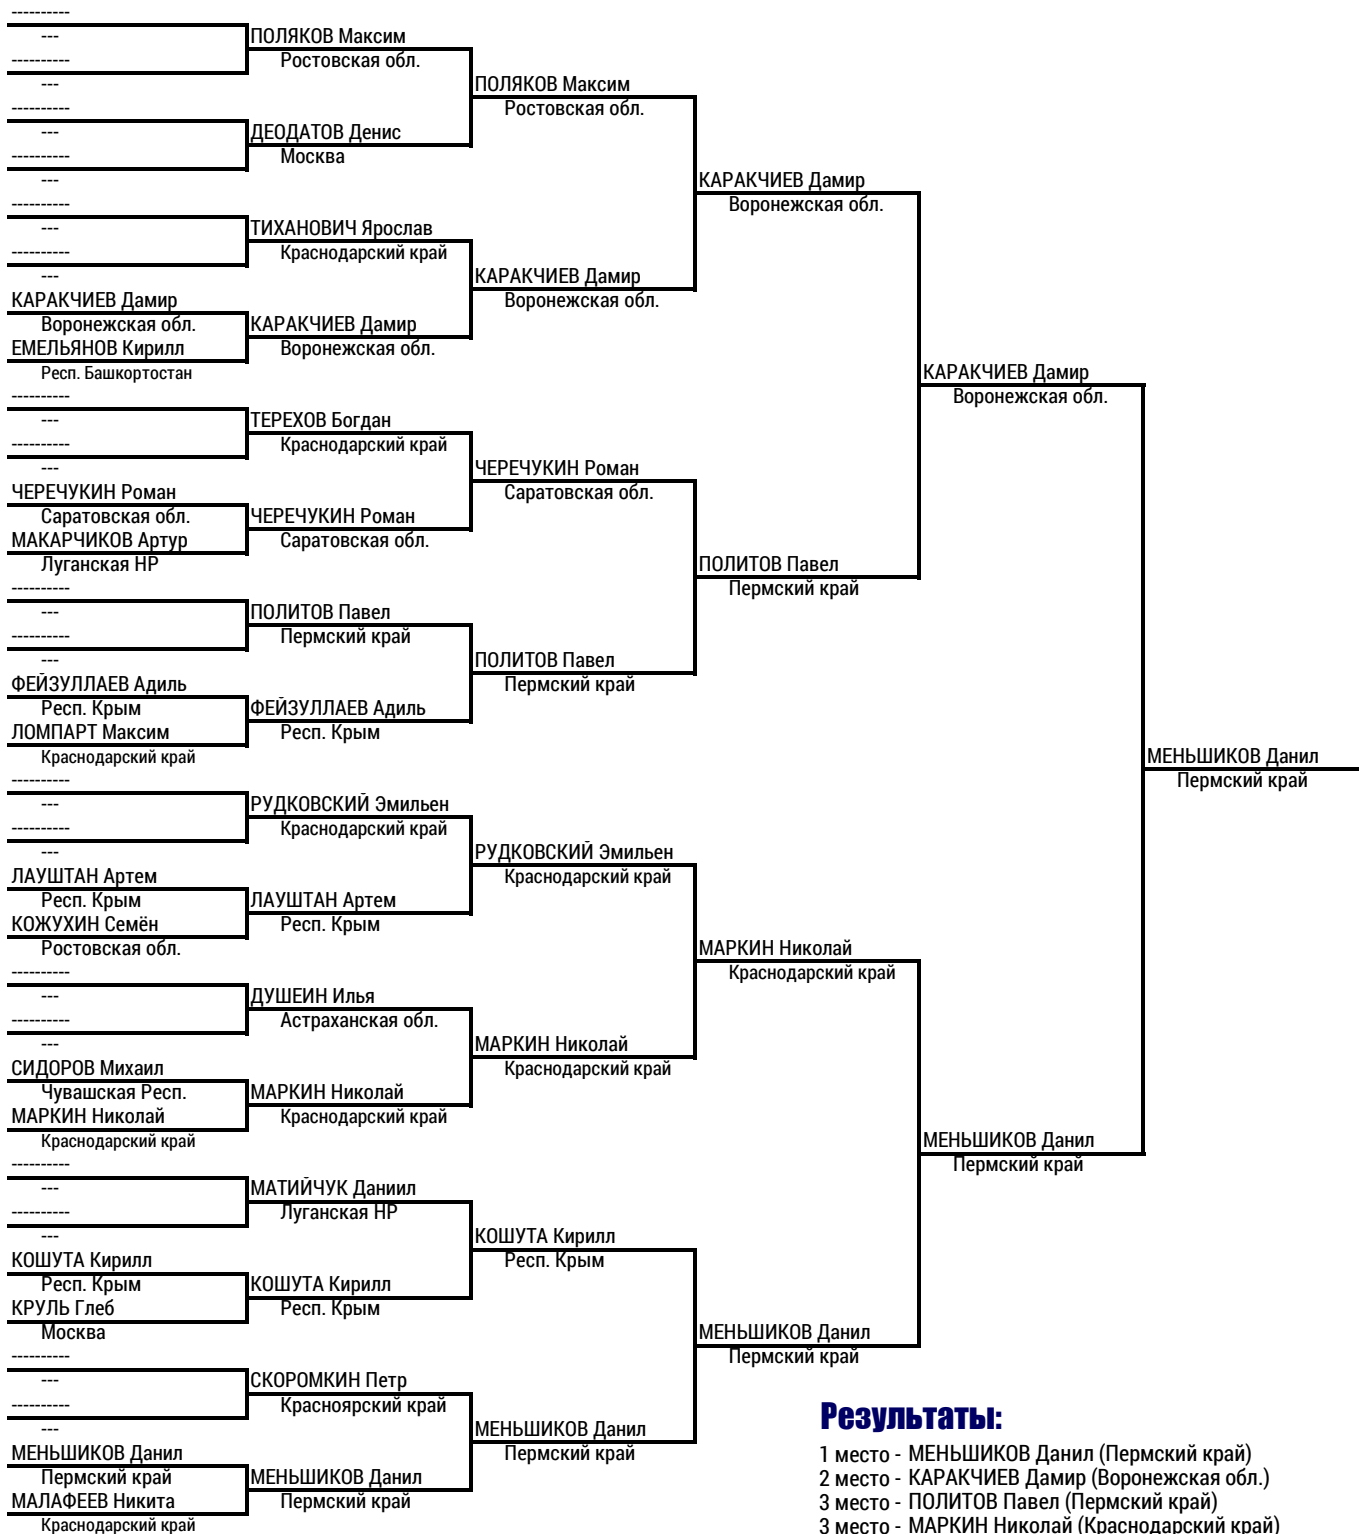 ----------
---
----------
---
----------
---
----------
---
----------
---
----------
---
КАРАКЧИЕВ Дамир
Воронежская обл.
ЕМЕЛЬЯНОВ Кирилл
Респ. Башкортостан
----------
---
----------
---
ЧЕРЕЧУКИН Роман
Саратовская обл.
МАКАРЧИКОВ Артур
Луганская НР
----------
---
----------
---
ФЕЙЗУЛЛАЕВ Адиль
Респ. Крым
ЛОМПАРТ Максим
Краснодарский край
----------
---
----------
---
ЛАУШТАН Артем
Респ. Крым
КОЖУХИН Семён
Ростовская обл.
----------
---
----------
---
СИДОРОВ Михаил
Чувашская Респ.
МАРКИН Николай
Краснодарский край
----------
---
----------
---
КОШУТА Кирилл
Респ. Крым
КРУЛЬ Глеб
Москва
----------
---
----------
---
МЕНЬШИКОВ Данил
Пермский край
МАЛАФЕЕВ Никита
Краснодарский край
ПОЛЯКОВ Максим
Ростовская обл.
ДЕОДАТОВ Денис
Москва
ТИХАНОВИЧ Ярослав
Краснодарский край
КАРАКЧИЕВ Дамир
Воронежская обл.
ТЕРЕХОВ Богдан
Краснодарский край
ЧЕРЕЧУКИН Роман
Саратовская обл.
ПОЛИТОВ Павел
Пермский край
ФЕЙЗУЛЛАЕВ Адиль
Респ. Крым
РУДКОВСКИЙ Эмильен
Краснодарский край
ЛАУШТАН Артем
Респ. Крым
ДУШЕИН Илья
Астраханская обл.
МАРКИН Николай
Краснодарский край
МАТИЙЧУК Даниил
Луганская НР
КОШУТА Кирилл
Респ. Крым
СКОРОМКИН Петр
Красноярский край
МЕНЬШИКОВ Данил
Пермский край
ПОЛЯКОВ Максим
Ростовская обл.
КАРАКЧИЕВ Дамир
Воронежская обл.
ЧЕРЕЧУКИН Роман
Саратовская обл.
ПОЛИТОВ Павел
Пермский край
РУДКОВСКИЙ Эмильен
Краснодарский край
МАРКИН Николай
Краснодарский край
КОШУТА Кирилл
Респ. Крым
МЕНЬШИКОВ Данил
Пермский край
КАРАКЧИЕВ Дамир
Воронежская обл.
ПОЛИТОВ Павел
Пермский край
МАРКИН Николай
Краснодарский край
МЕНЬШИКОВ Данил
Пермский край
КАРАКЧИЕВ Дамир
Воронежская обл.
МЕНЬШИКОВ Данил
Пермский край
МЕНЬШИКОВ Данил
Пермский край
Результаты:
1 место - МЕНЬШИКОВ Данил (Пермский край)
2 место - КАРАКЧИЕВ Дамир (Воронежская обл.)
3 место - ПОЛИТОВ Павел (Пермский край)
3 место - МАРКИН Николай (Краснодарский край)